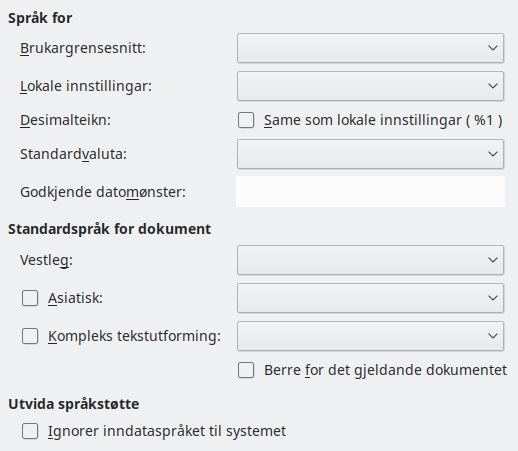 Språk for
Brukargrensesnitt:
Lokale innstillingar:
Desimalteikn: Same som lokale innstillingar ( %1 )
Standardvaluta:
Godkjende datomønster:
Standardspråk for dokument
Vestleg:
Asiatisk:
Kompleks tekstutforming:
Berre for det gjeldande dokumentet
Utvida språkstøtte
Ignorer inndataspråket til systemet